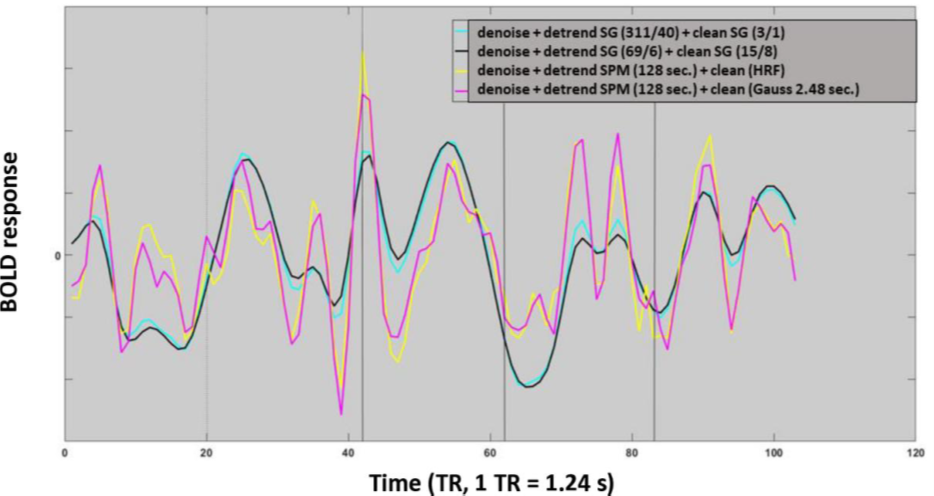 denoise + detrend SG (311/40) + clean SG (3/1)
denoise + detrend SG (69/6) + clean SG (15/8)
denoise + detrend SPM (128 sec.) + clean (HRF)
denoise + detrend SPM (128 sec.) + clean (Gauss 2.48 sec.)
BOLD response
0
0 20 40 60 80 100 120
Time (TR, 1 TR = 1.24 s)